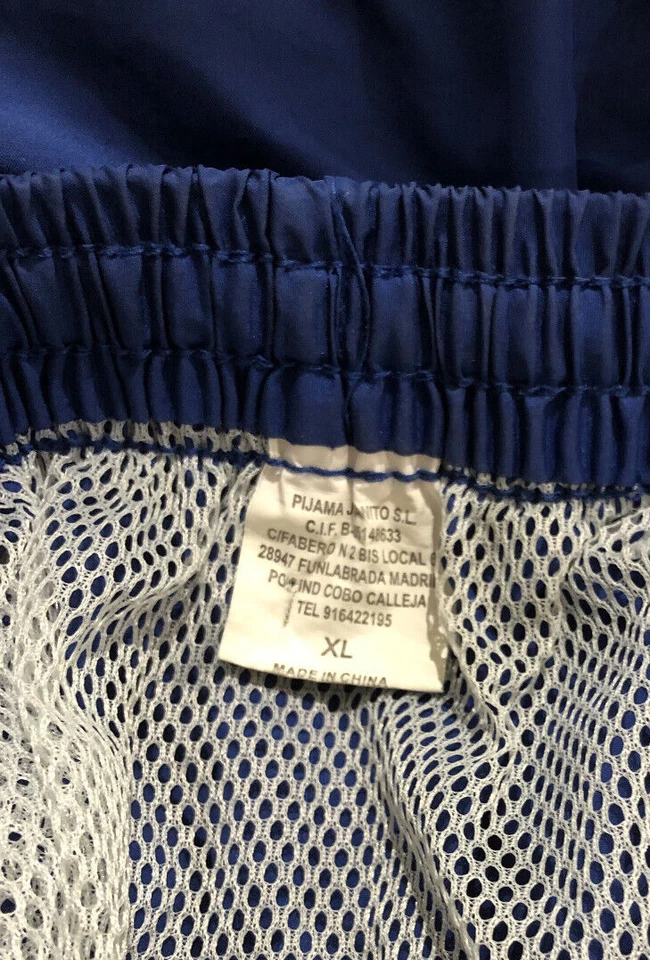 PIJAMA S.L.
C.I.F.
C/FABERO N 2 BIS LOCAL
28947 FUNLABRADA MADRI
IND COBO CALLEJA
TEL 916422195
XL
MADE IN CHINA